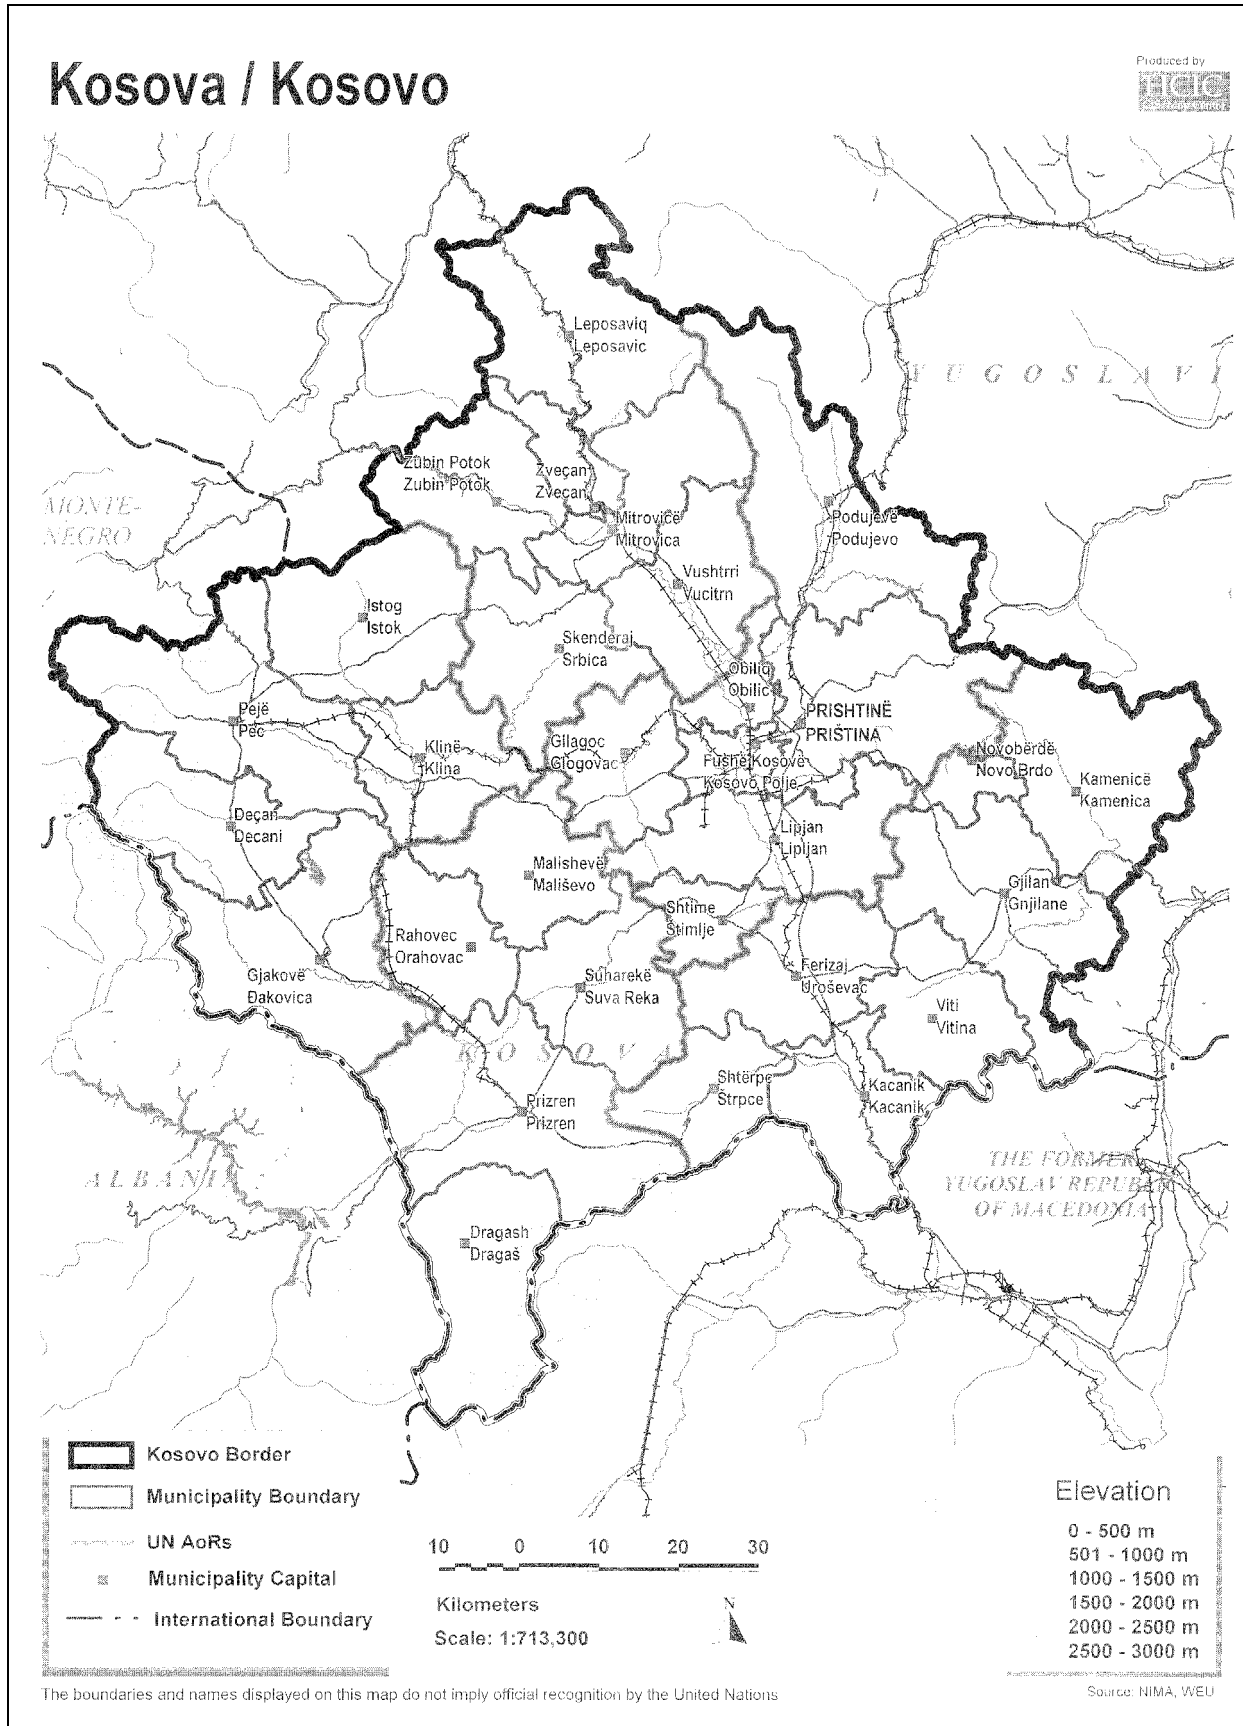 Kosova / Kosovo
Produced by
HCIC
Leposaviq
Leposavic
YUGOSLAVI
Zubin Potok
Zubin Potok
Zveçan
Zveçan
MONTE-
NEGRO
Mitrovicë
Mitrovica
Podujevë
Podujevo
Vushtrri
Vucitrn
Istog
Istok
Skenderaj
Srbica
Obiliq
Obilic
Pejë
Pec
PRISHTINË
PRIŠTINA
Klinë
Klina
Gllagoc
Glogovac
Fushë Kosovë
Kosovo Polje
Novobërdë
Novo Brdo
Kamenicë
Kamenica
Deçan
Decani
Lipjan
Lipljan
Malishevë
Mališevo
Gjilan
Gnjilane
Shtime
Stimlje
Rahovec
Orahovac
Gjakovë
Đakovica
Suharekë
Suva Reka
Ferizaj
Uroševac
Viti
Vitina
KOSOVA
Shtërpc
Štrpce
Kacanik
Kacanik
Prizren
Prizren
ALBANIA
THE FORMER
YUGOSLAV REPUBLIC
OF MACEDONIA
Dragash
Dragaš
Kosovo Border
Municipality Boundary
UN AoRs
Municipality Capital
International Boundary
10 0 10 20 30
Kilometers
Scale: 1:713,300
N
Elevation
0 - 500 m
501 - 1000 m
1000 - 1500 m
1500 - 2000 m
2000 - 2500 m
2500 - 3000 m
The boundaries and names displayed on this map do not imply official recognition by the United Nations
Source: NIMA, WEU